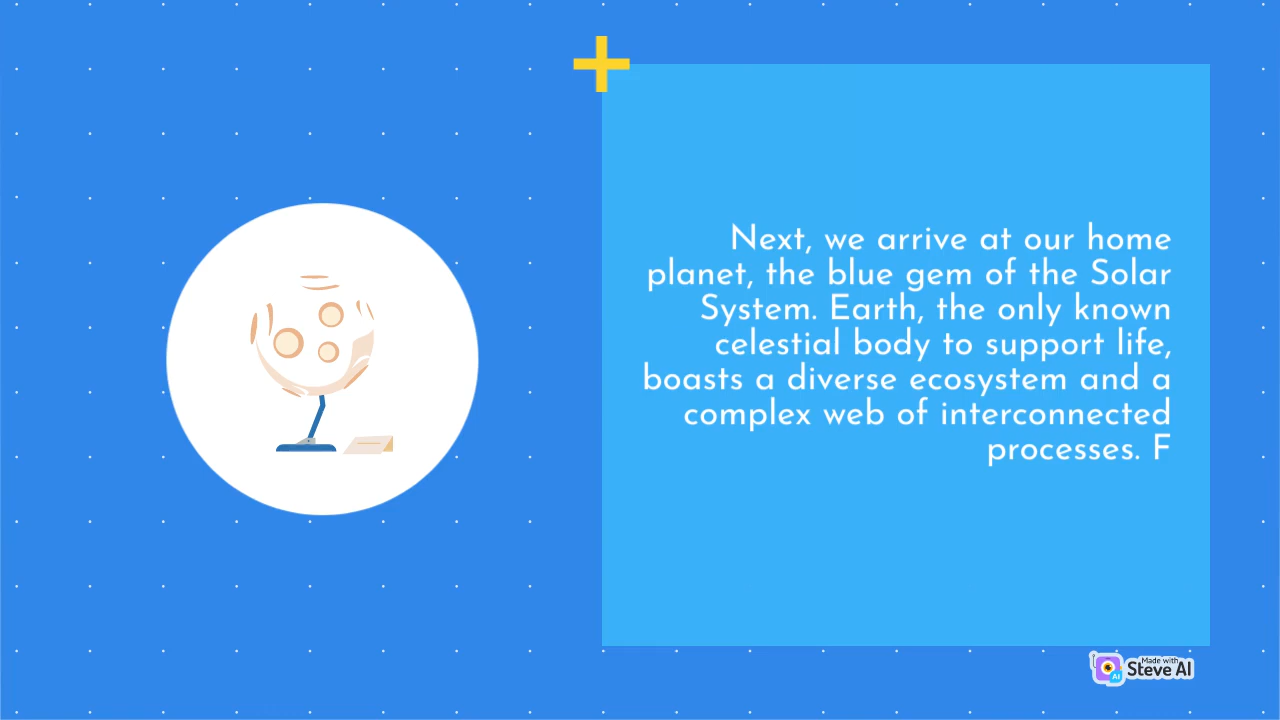 Next, we arrive at our home
planet, the blue gem of the Solar
System. Earth, the only known
celestial body to support life,
boasts a diverse ecosystem and a
complex web of interconnected
processes. F
Made with
Steve AI
AI